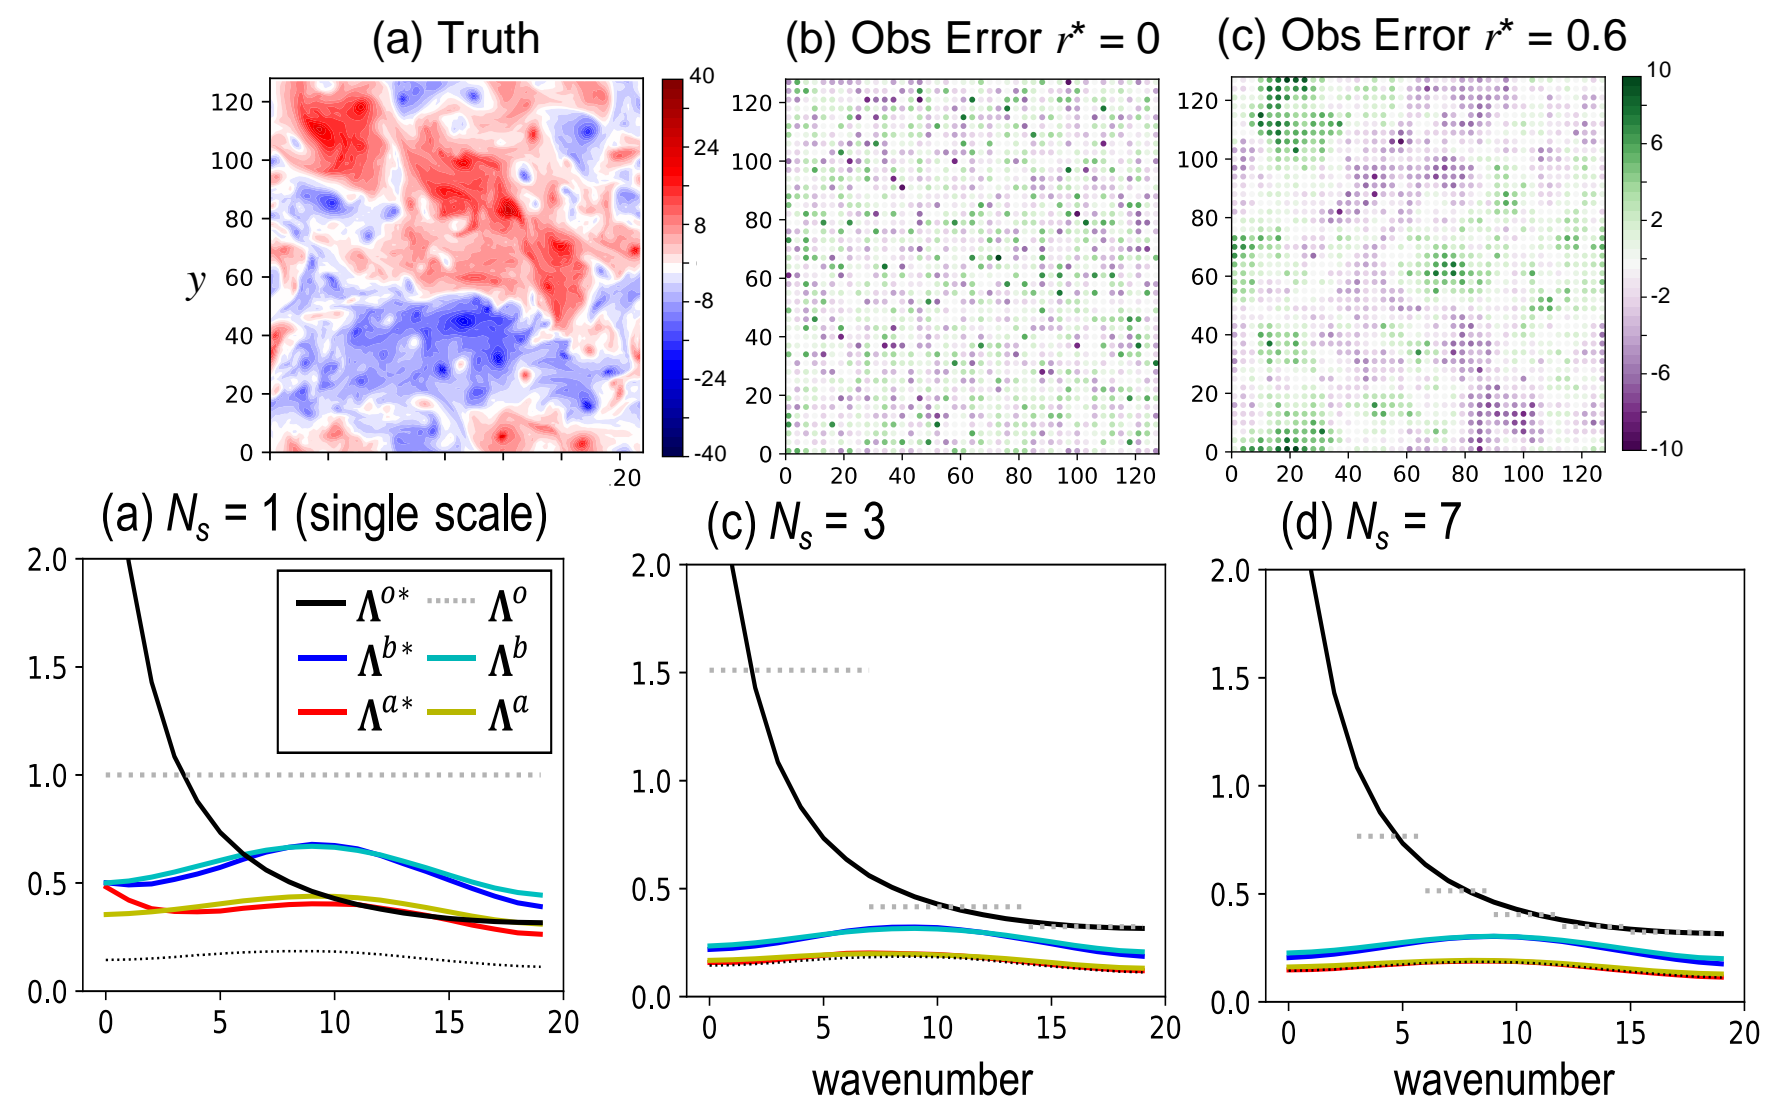 (a) Truth
(b) Obs Error r* = 0
(c) Obs Error r* = 0.6
120
100
80
60
40
20
0
y
.20
40
24
8
-8
-24
-40
120
100
80
60
40
20
0
0 20 40 60 80 100 120
120
100
80
60
40
20
0
0 20 40 60 80 100 120
10
6
2
-2
-6
-10
(a) Ns = 1 (single scale)
(c) Ns = 3
(d) Ns = 7
2.0
1.5
1.0
0.5
0.0
0 5 10 15 20
Λo* Λo
Λb* Λb
Λa* Λa
2.0
1.5
1.0
0.5
0.0
0 5 10 15 20
wavenumber
2.0
1.5
1.0
0.5
0.0
0 5 10 15 20
wavenumber